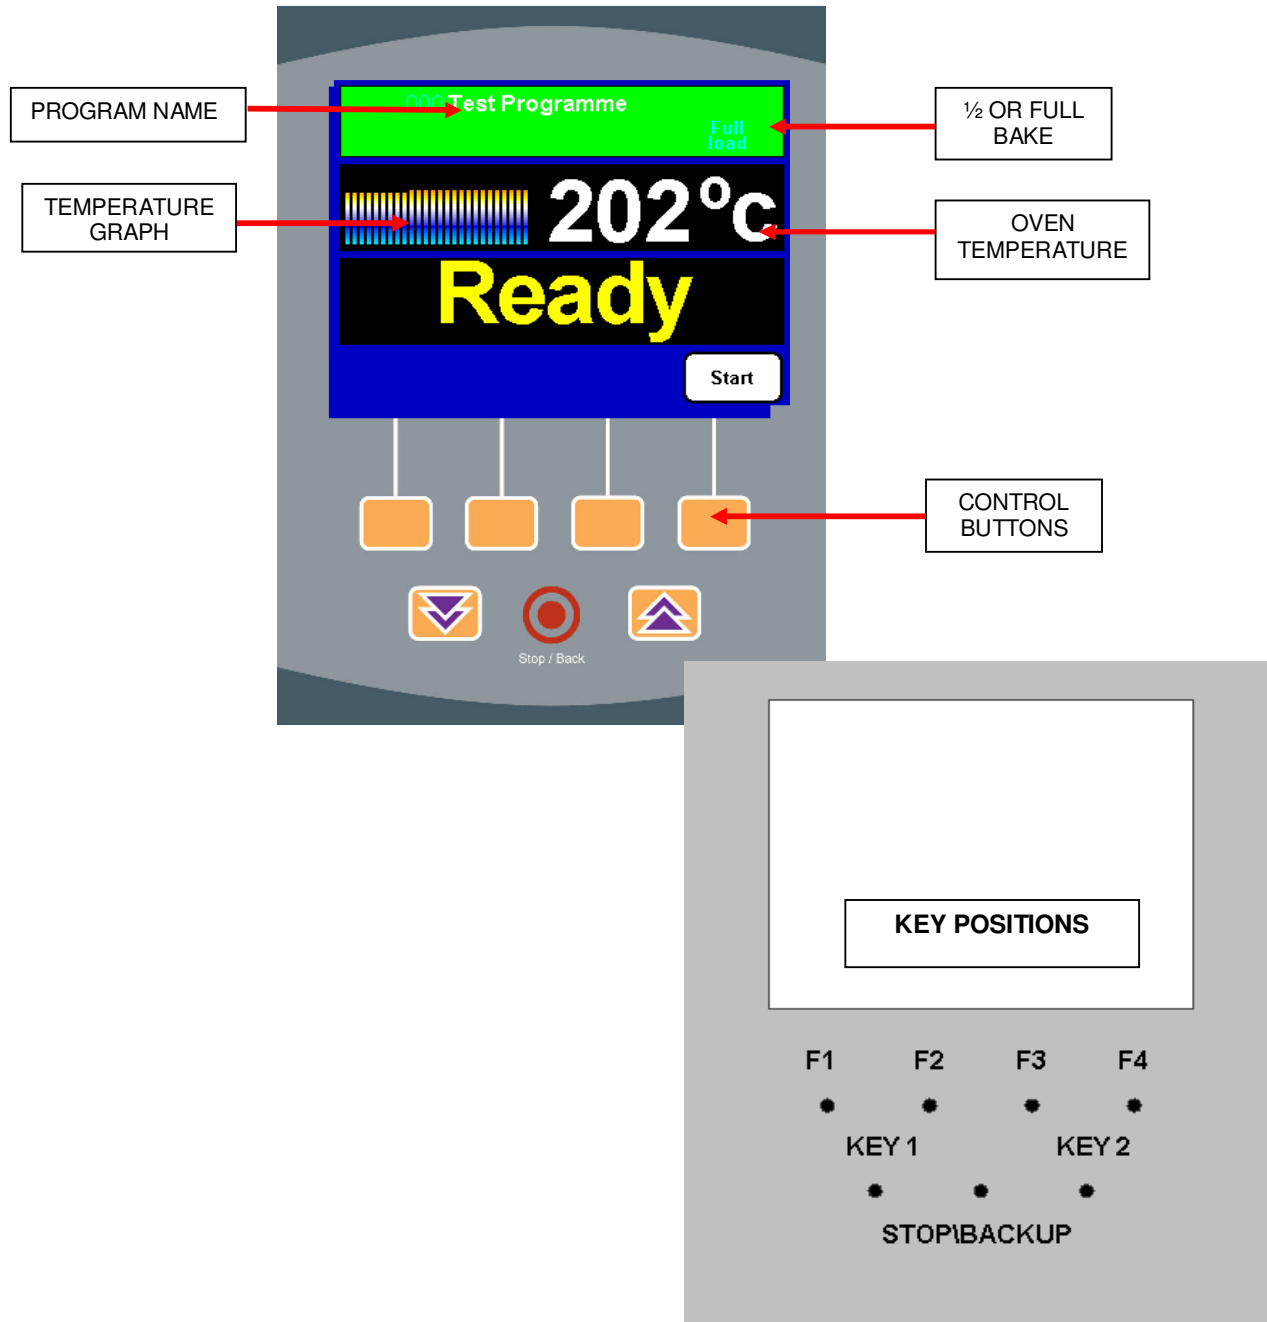 PROGRAM NAME
000 Test Programme
Full
load
½ OR FULL
BAKE
TEMPERATURE
GRAPH
202°c
OVEN
TEMPERATURE
Ready
Start
CONTROL
BUTTONS
Stop / Back
KEY POSITIONS
F1 F2 F3 F4
KEY 1 KEY 2
STOP\BACKUP